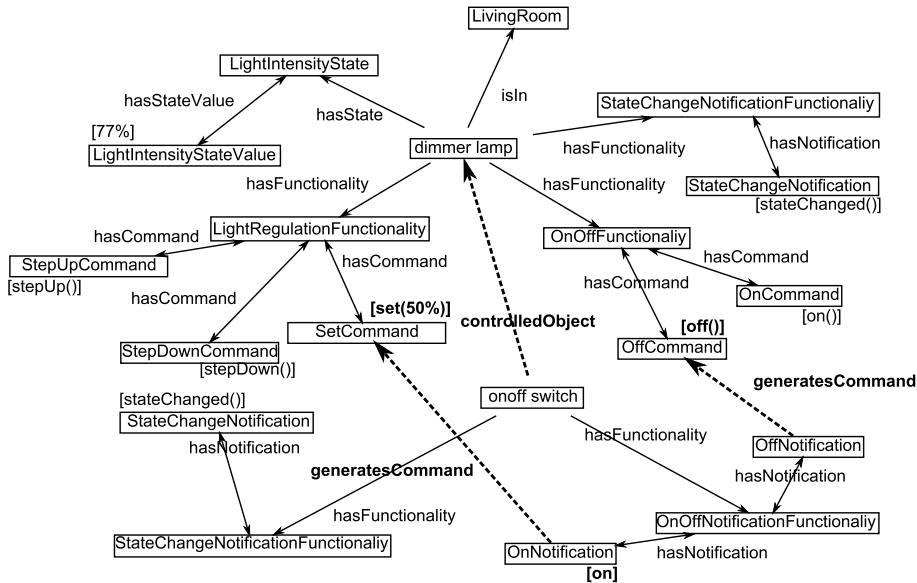 LivingRoom
LightIntensityState
hasStateValue
isIn
hasState
StateChangeNotificationFunctionaliy
[77%]
LightIntensityStateValue
dimmer lamp
hasFunctionality
hasNotification
hasFunctionality
hasFunctionality
StateChangeNotification
[stateChanged()]
LightRegulationFunctionality
hasCommand
OnOffFunctionaliy
StepUpCommand
hasCommand
hasCommand
[stepUp()]
hasCommand
hasCommand
OnCommand
[set(50%)]
[on()]
SetCommand
controlledObject
[off()]
StepDownCommand
OffCommand
[stepDown()]
generatesCommand
onoff switch
[stateChanged()]
StateChangeNotification
hasNotification
hasFunctionality
OffNotification
generatesCommand
hasNotification
hasFunctionality
OnOffNotificationFunctionaliy
StateChangeNotificationFunctionaliy
OnNotification
hasNotification
[on]